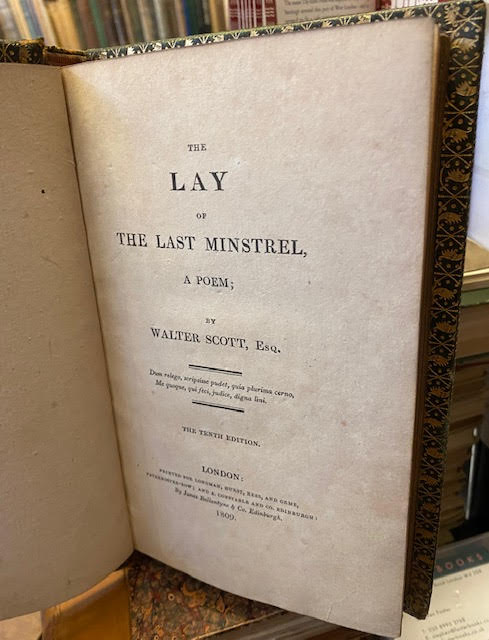 THE
LAY
OF
THE LAST MINSTREL,
A POEM;
BY
WALTER SCOTT, Esq.
Dum relego, scripsisse pudet, quia plurima cerno,
Me quoque, qui feci, judice, digna lini.
THE TENTH EDITION.
LONDON:
PRINTED FOR LONGMAN, HURST, REES, AND ORME,
PATERNOSTER-ROW; AND A. CONSTABLE AND CO. EDINBURGH:
By James Ballantyne & Co. Edinburgh.
1809.
BOOKS